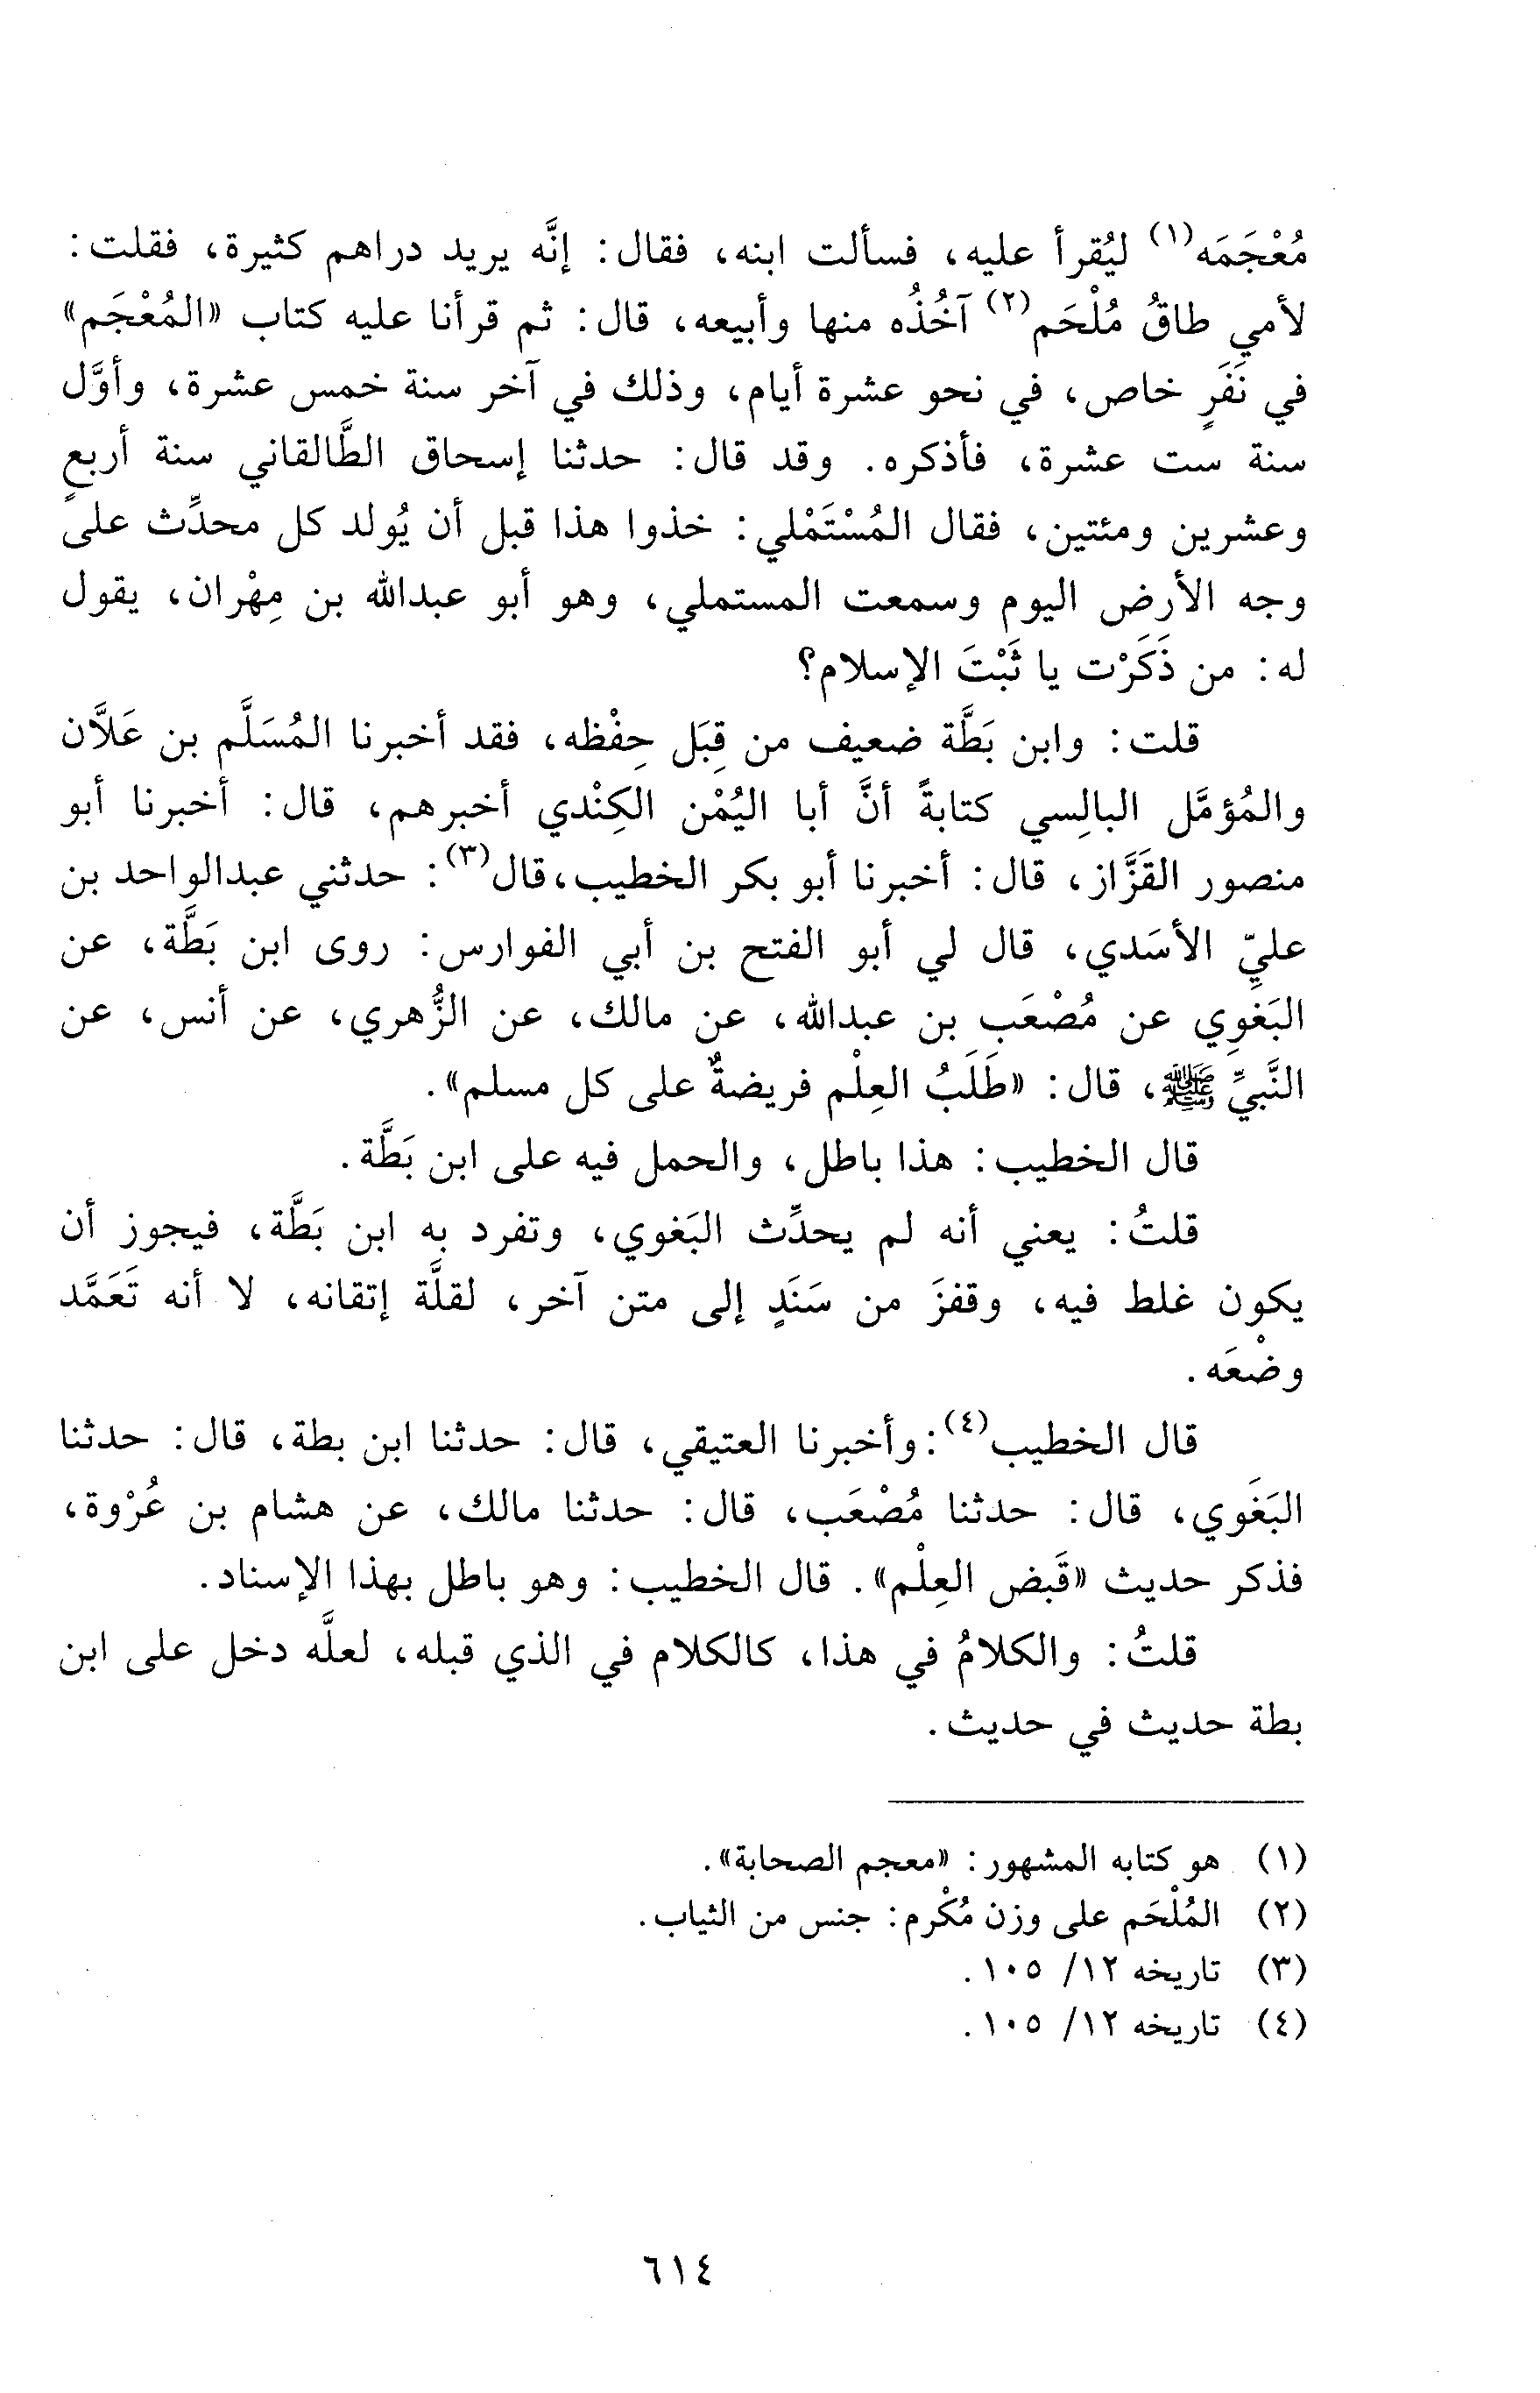 مُعْجَمَه(١) ليُقرأ عليه، فسألت ابنه، فقال: إنَّه يريد دراهم كثيرة، فقلت:
لأمي طاقُ مُلْحَم(٢) آخُذُه منها وأبيعه، قال: ثم قرأنا عليه كتاب «المُعْجَم»
في نَفَرٍ خاص، في نحو عشرة أيام، وذلك في آخر سنة خمس عشرة، وأوَّل
سنة ست عشرة، فأذكره. وقد قال: حدثنا إسحاق الطَّالقاني سنة أربعٍ
وعشرين ومئتين، فقال المُسْتَمْلي: خذوا هذا قبل أن يُولد كل محدِّث على
وجه الأرض اليوم وسمعت المستملي، وهو أبو عبدالله بن مِهْران، يقول
له: من ذَكَرْت يا ثَبْتَ الإسلام؟
قلت: وابن بَطَّة ضعيف من قِبَل حِفْظه، فقد أخبرنا المُسَلَّم بن عَلاَّن
والمُؤمَّل البالِسي كتابةً أنَّ أبا اليُمْن الكِنْدي أخبرهم، قال: أخبرنا أبو
منصور القَزَّاز، قال: أخبرنا أبو بكر الخطيب،قال(٣): حدثني عبدالواحد بن
عليّ الأسَدي، قال لي أبو الفتح بن أبي الفوارس: روى ابن بَطَّة، عن
البَغوِي عن مُصْعَب بن عبدالله، عن مالك، عن الزُّهري، عن أنس، عن
النَّبيِّ ﷺ، قال: «طَلَبُ العِلْم فريضةٌ على كل مسلم».
قال الخطيب: هذا باطل، والحمل فيه على ابن بَطَّة.
قلتُ: يعني أنه لم يحدِّث البَغوي، وتفرد به ابن بَطَّة، فيجوز أن
يكون غلط فيه، وقفزَ من سَنَدٍ إلى متن آخر، لقلَّة إتقانه، لا أنه تَعَمَّد
وضْعَه.
قال الخطيب(٤): وأخبرنا العتيقي، قال: حدثنا ابن بطة، قال: حدثنا
البَغَوي، قال: حدثنا مُصْعَب، قال: حدثنا مالك، عن هشام بن عُرْوة،
فذكر حديث «قَبض العِلْم». قال الخطيب: وهو باطل بهذا الإسناد.
قلتُ: والكلامُ في هذا، كالكلام في الذي قبله، لعلَّه دخل على ابن
بطة حديث في حديث.
(١) هو كتابه المشهور: «معجم الصحابة».
(٢) المُلْحَم على وزن مُكْرم: جنس من الثياب.
(٣) تاريخه ١٢/ ١٠٥.
(٤) تاريخه ١٢/ ١٠٥.
٦١٤